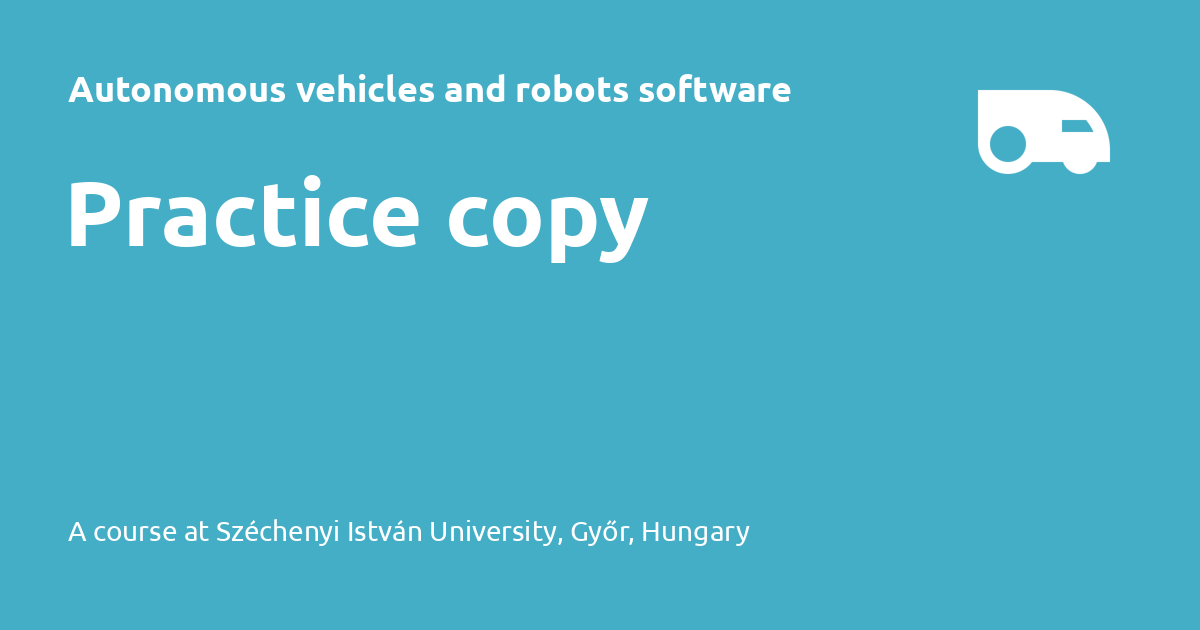 Autonomous vehicles and robots software
Practice copy
A course at Széchenyi István University, Győr, Hungary